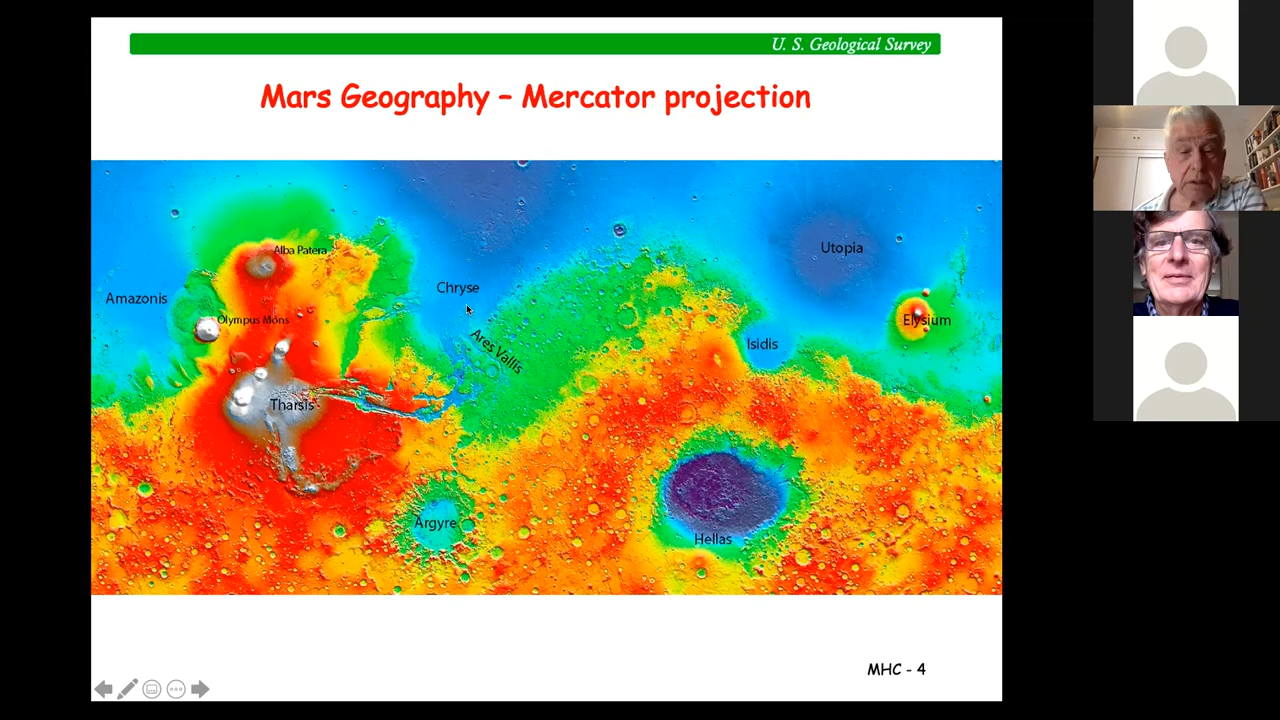 U. S. Geological Survey
Mars Geography – Mercator projection
Alba Patera
Utopia
Chryse
Amazonis
Olympus Mons
Elysium
Ares Vallis
Isidis
Tharsis
Argyre
Hellas
MHC - 4